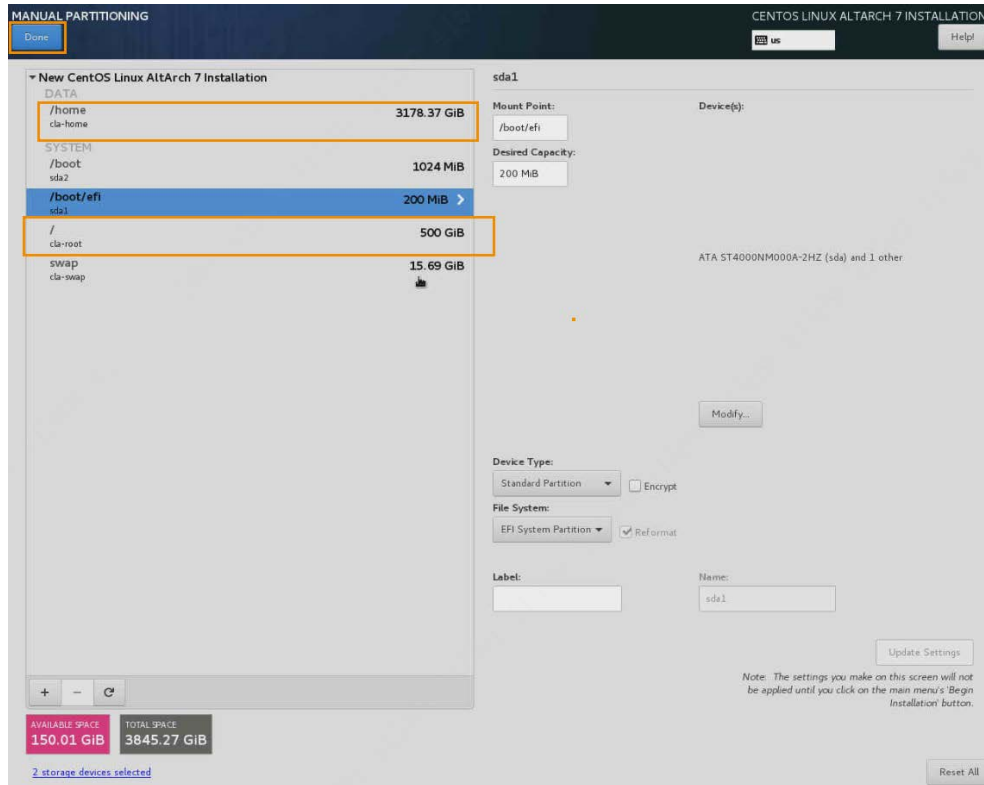 MANUAL PARTITIONING
CENTOS LINUX ALTARCH 7 INSTALLATION
Done
us
Help!
New CentOS Linux AltArch 7 Installation
DATA
/home
3178.37 GiB
cla-home
SYSTEM
/boot
1024 MiB
sda2
/boot/efi
200 MiB
sda1
/
500 GiB
cla-root
swap
15.69 GiB
cla-swap
sda1
Mount Point:
Device(s):
/boot/efi
Desired Capacity:
200 MiB
ATA ST4000NM000A-2HZ (sda) and 1 other
Modify...
Device Type:
Standard Partition
Encrypt
File System:
EFI System Partition
Reformat
Label:
Name:
sda1
Update Settings
Note: The settings you make on this screen will not
be applied until you click on the main menu's 'Begin
Installation' button.
+ -
AVAILABLE SPACE
150.01 GiB
TOTAL SPACE
3845.27 GiB
2 storage devices selected
Reset All